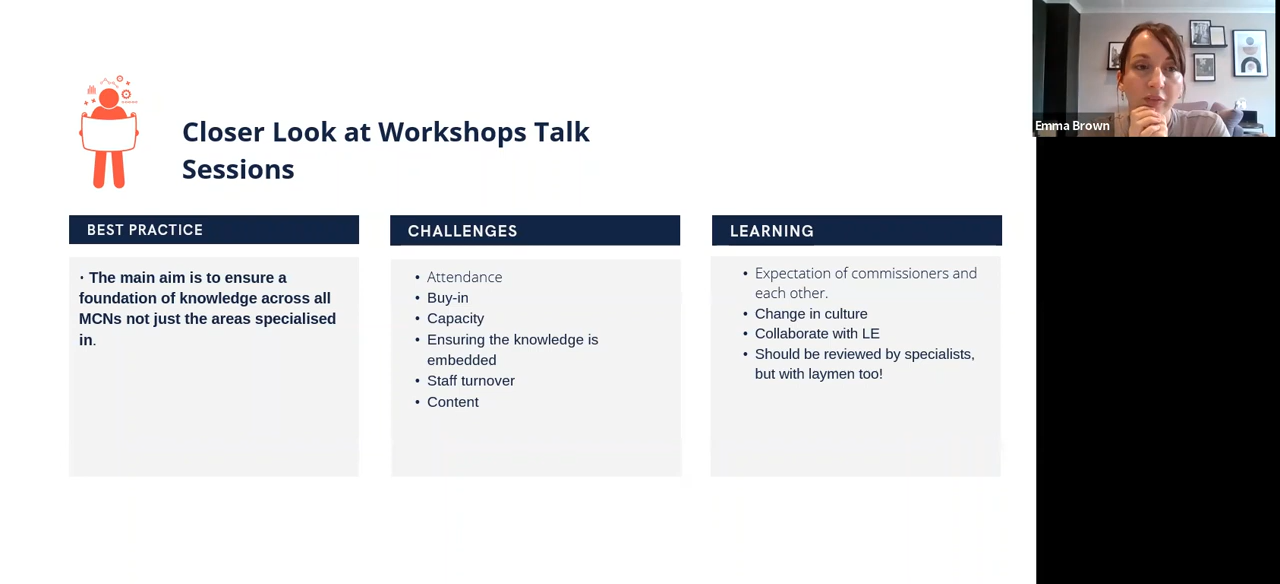 Closer Look at Workshops Talk
Sessions
BEST PRACTICE
· The main aim is to ensure a
foundation of knowledge across all
MCNs not just the areas specialised
in.
CHALLENGES
• Attendance
• Buy-in
• Capacity
• Ensuring the knowledge is
embedded
• Staff turnover
• Content
LEARNING
• Expectation of commissioners and
each other.
• Change in culture
• Collaborate with LE
• Should be reviewed by specialists,
but with laymen too!
Emma Brown